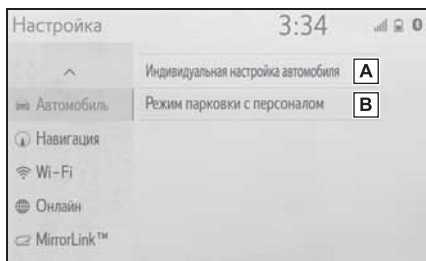 Настройка 3:34
Индивидуальная настройка автомобиля A
Автомобиль
Режим парковки с персоналом B
Навигация
Wi-Fi
Онлайн
MirrorLink™